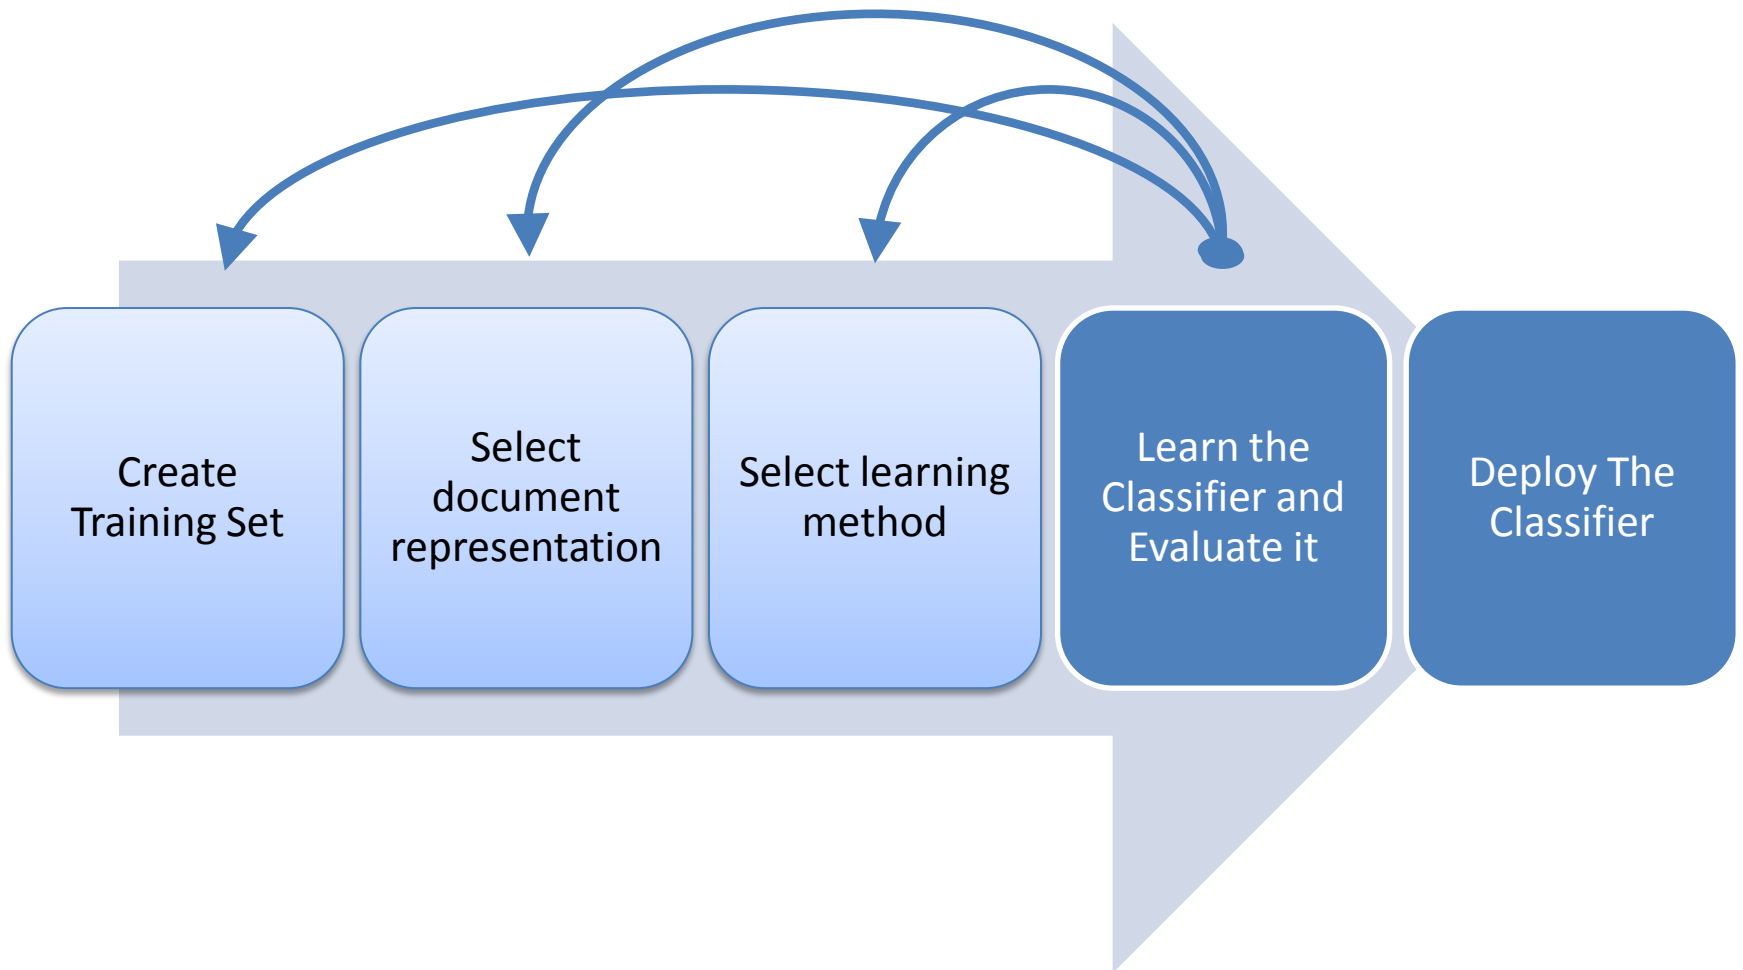 Create
Training Set
Select
document
representation
Select learning
method
Learn the
Classifier and
Evaluate it
Deploy The
Classifier